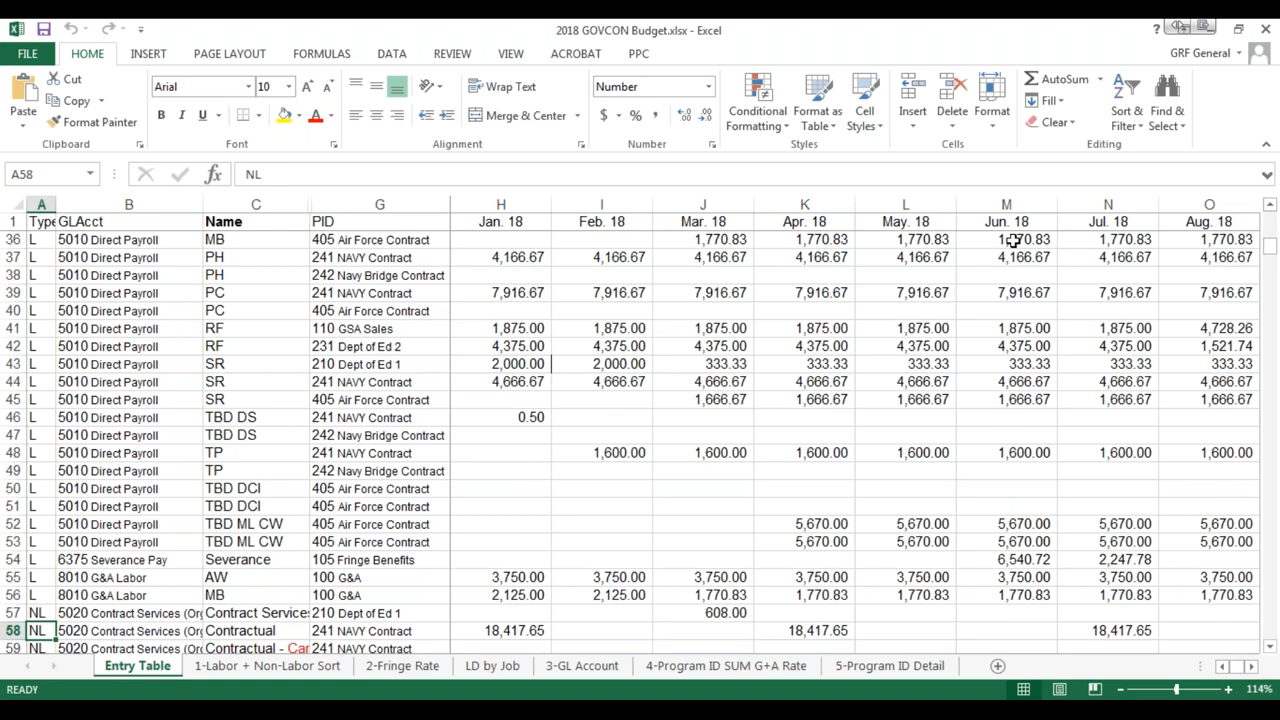 2018 GOVCON Budget.xlsx - Excel
FILE HOME INSERT PAGE LAYOUT FORMULAS DATA REVIEW VIEW ACROBAT PPC GRF General
Paste Cut Copy Format Painter Clipboard
Arial 10 B I U A Font
Wrap Text Merge & Center Alignment
Number $ % , Number
Conditional Formatting Format as Table Cell Styles Styles
Insert Delete Format Cells
AutoSum Fill Clear Sort & Filter Find & Select Editing
A58 fx NL
A B C G H I J K L M N O
1 Type GLAcct Name PID Jan. 18 Feb. 18 Mar. 18 Apr. 18 May. 18 Jun. 18 Jul. 18 Aug. 18
36 L 5010 Direct Payroll MB 405 Air Force Contract 1,770.83 1,770.83 1,770.83 1,770.83 1,770.83 1,770.83
37 L 5010 Direct Payroll PH 241 NAVY Contract 4,166.67 4,166.67 4,166.67 4,166.67 4,166.67 4,166.67 4,166.67 4,166.67
38 L 5010 Direct Payroll PH 242 Navy Bridge Contract
39 L 5010 Direct Payroll PC 241 NAVY Contract 7,916.67 7,916.67 7,916.67 7,916.67 7,916.67 7,916.67 7,916.67 7,916.67
40 L 5010 Direct Payroll PC 405 Air Force Contract
41 L 5010 Direct Payroll RF 110 GSA Sales 1,875.00 1,875.00 1,875.00 1,875.00 1,875.00 1,875.00 1,875.00 4,728.26
42 L 5010 Direct Payroll RF 231 Dept of Ed 2 4,375.00 4,375.00 4,375.00 4,375.00 4,375.00 4,375.00 4,375.00 1,521.74
43 L 5010 Direct Payroll SR 210 Dept of Ed 1 2,000.00 2,000.00 333.33 333.33 333.33 333.33 333.33 333.33
44 L 5010 Direct Payroll SR 241 NAVY Contract 4,666.67 4,666.67 4,666.67 4,666.67 4,666.67 4,666.67 4,666.67 4,666.67
45 L 5010 Direct Payroll SR 405 Air Force Contract 1,666.67 1,666.67 1,666.67 1,666.67 1,666.67 1,666.67
46 L 5010 Direct Payroll TBD DS 241 NAVY Contract 0.50
47 L 5010 Direct Payroll TBD DS 242 Navy Bridge Contract
48 L 5010 Direct Payroll TP 241 NAVY Contract 1,600.00 1,600.00 1,600.00 1,600.00 1,600.00 1,600.00 1,600.00
49 L 5010 Direct Payroll TP 242 Navy Bridge Contract
50 L 5010 Direct Payroll TBD DCI 405 Air Force Contract
51 L 5010 Direct Payroll TBD DCI 405 Air Force Contract
52 L 5010 Direct Payroll TBD ML CW 405 Air Force Contract 5,670.00 5,670.00 5,670.00 5,670.00 5,670.00
53 L 5010 Direct Payroll TBD ML CW 405 Air Force Contract 5,670.00 5,670.00 5,670.00 5,670.00 5,670.00
54 L 6375 Severance Pay Severance 105 Fringe Benefits 6,540.72 2,247.78
55 L 8010 G&A Labor AW 100 G&A 3,750.00 3,750.00 3,750.00 3,750.00 3,750.00 3,750.00 3,750.00 3,750.00
56 L 8010 G&A Labor MB 100 G&A 2,125.00 2,125.00 1,770.83 1,770.83 1,770.83 1,770.83 1,770.83 1,770.83
57 NL 5020 Contract Services (Org Contract Services 210 Dept of Ed 1 608.00
58 NL 5020 Contract Services (Org Contractual 241 NAVY Contract 18,417.65 18,417.65 18,417.65
59 NL 5020 Contract Services (Org Contractual - Car 241 NAVY Contract
Entry Table 1-Labor + Non-Labor Sort 2-Fringe Rate LD by Job 3-GL Account 4-Program ID SUM G+A Rate 5-Program ID Detail
READY 114%